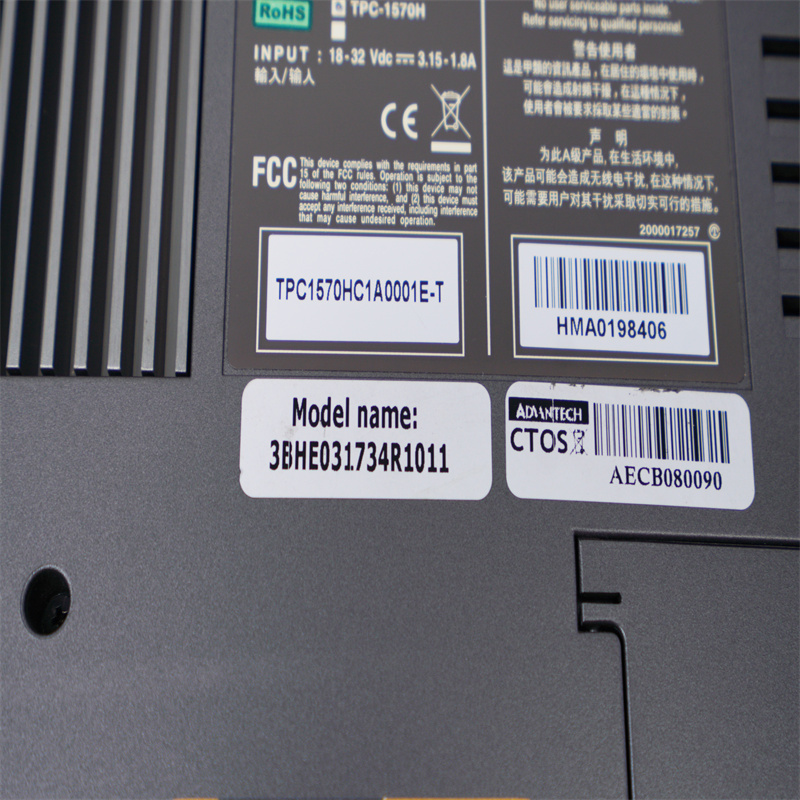 RoHS
TPC-1570H
INPUT : 18-32 Vdc 3.15-1.8A
輸入/输人
CE
FCC
This device complies with the requirements in part
15 of the FCC rules. Operation is subject to the
following two conditions: (1) this device may not
cause harmful interference, and (2) this device must
accept any interference received, including interference
that may cause undesired operation.
No user serviceable parts inside.
Refer servicing to qualified personnel.
警告使用者
這是甲類的資訊產品，在居住的環境中使用時，
可能會造成射頻干擾，在這種情況下，
使用者會被要求採取某些適當的對策。
声 明
为此A级产品，在生活环境中，
该产品可能会造成无线电干扰，在这种情况下，
可能需要用户对其干扰采取切实可行的措施。
2000017257
TPC1570HC1A0001E-T
HMA0198406
Model name:
3BHE031734R1011
ADVANTECH
CTOS
AECB080090